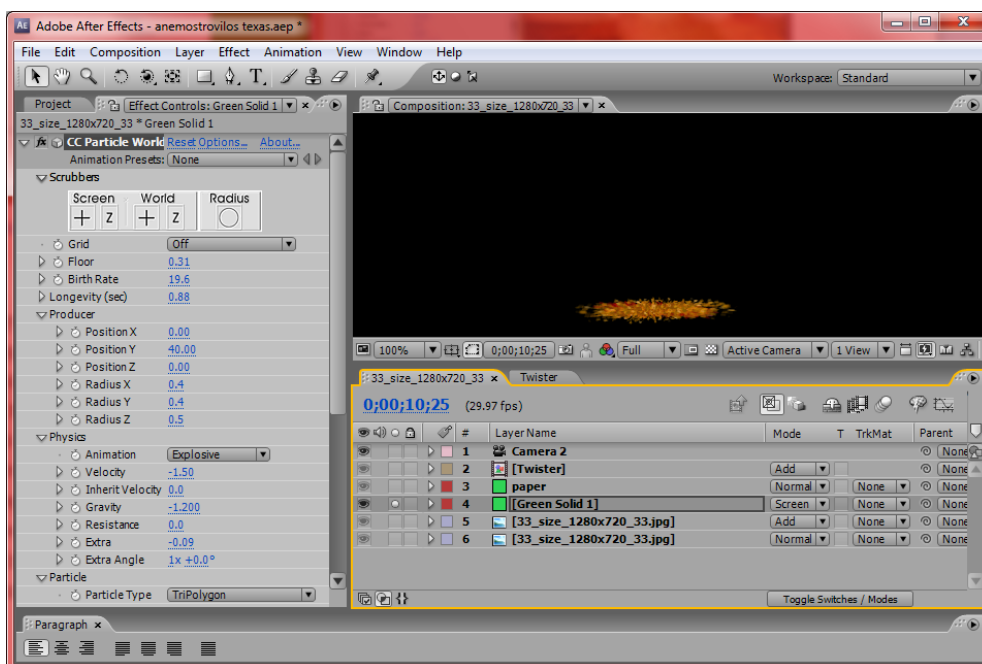 AE Adobe After Effects - anemostrovilos texas.aep *
File Edit Composition Layer Effect Animation View Window Help
Workspace: Standard
Project Effect Controls: Green Solid 1
33_size_1280x720_33 * Green Solid 1
fx CC Particle World Reset Options... About...
Animation Presets: None
Scrubbers
Screen World Radius
Z Z
Grid Off
Floor 0.31
Birth Rate 19.6
Longevity (sec) 0.88
Producer
Position X 0.00
Position Y 40.00
Position Z 0.00
Radius X 0.4
Radius Y 0.4
Radius Z 0.5
Physics
Animation Explosive
Velocity -1.50
Inherit Velocity 0.0
Gravity -1.200
Resistance 0.0
Extra -0.09
Extra Angle 1x +0.0°
Particle
Particle Type TriPolygon
Composition: 33_size_1280x720_33
100% 0;00;10;25 Full Active Camera 1 View
33_size_1280x720_33 Twister
0;00;10;25 (29.97 fps)
# Layer Name Mode T TrkMat Parent
1 Camera 2 None
2 [Twister] Add None
3 paper Normal None None
4 [Green Solid 1] Screen None None
5 [33_size_1280x720_33.jpg] Add None None
6 [33_size_1280x720_33.jpg] Normal None None
Toggle Switches / Modes
Paragraph